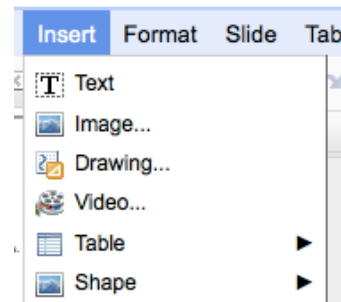 Insert Format Slide Tab
Text
Image...
Drawing...
Video...
Table
Shape